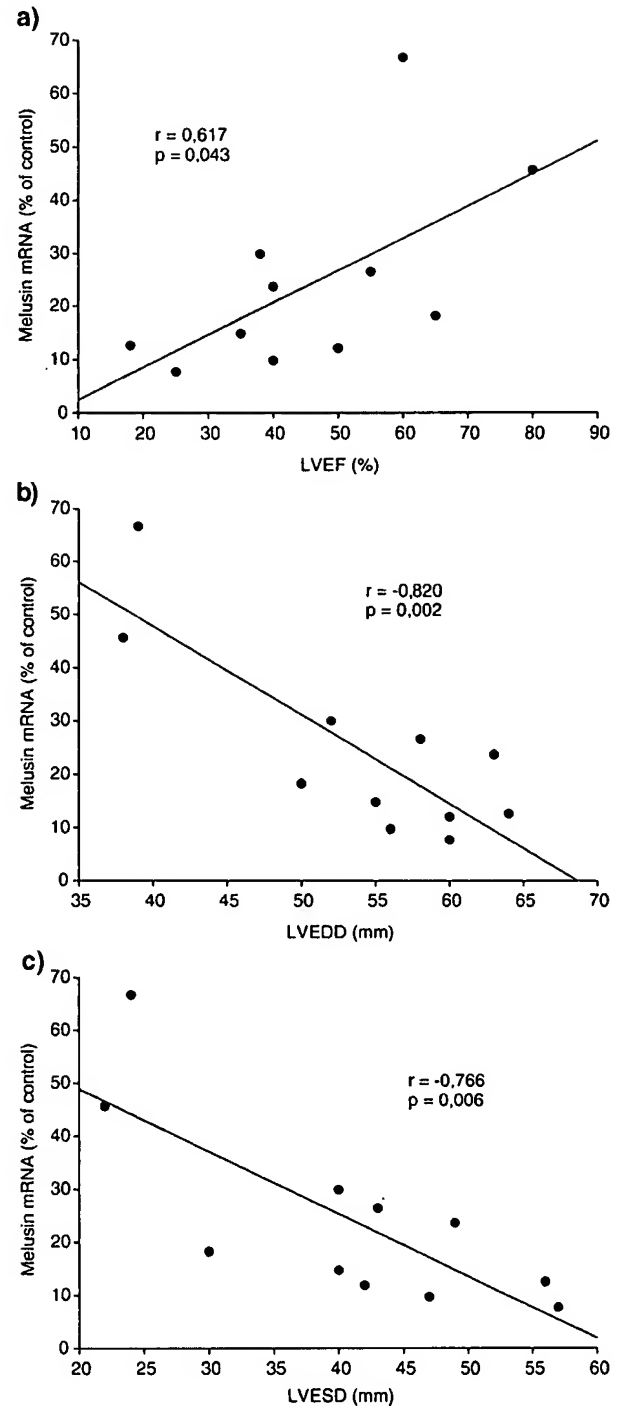 a)
70
60
50
40
30
20
10
0
Melusin mRNA (% of control)
r = 0,617
p = 0,043
10 20 30 40 50 60 70 80 90
LVEF (%)
b)
70
60
50
40
30
20
10
0
Melusin mRNA (% of control)
r = -0,820
p = 0,002
35 40 45 50 55 60 65 70
LVEDD (mm)
c)
70
60
50
40
30
20
10
0
Melusin mRNA (% of control)
r = -0,766
p = 0,006
20 25 30 35 40 45 50 55 60
LVESD (mm)